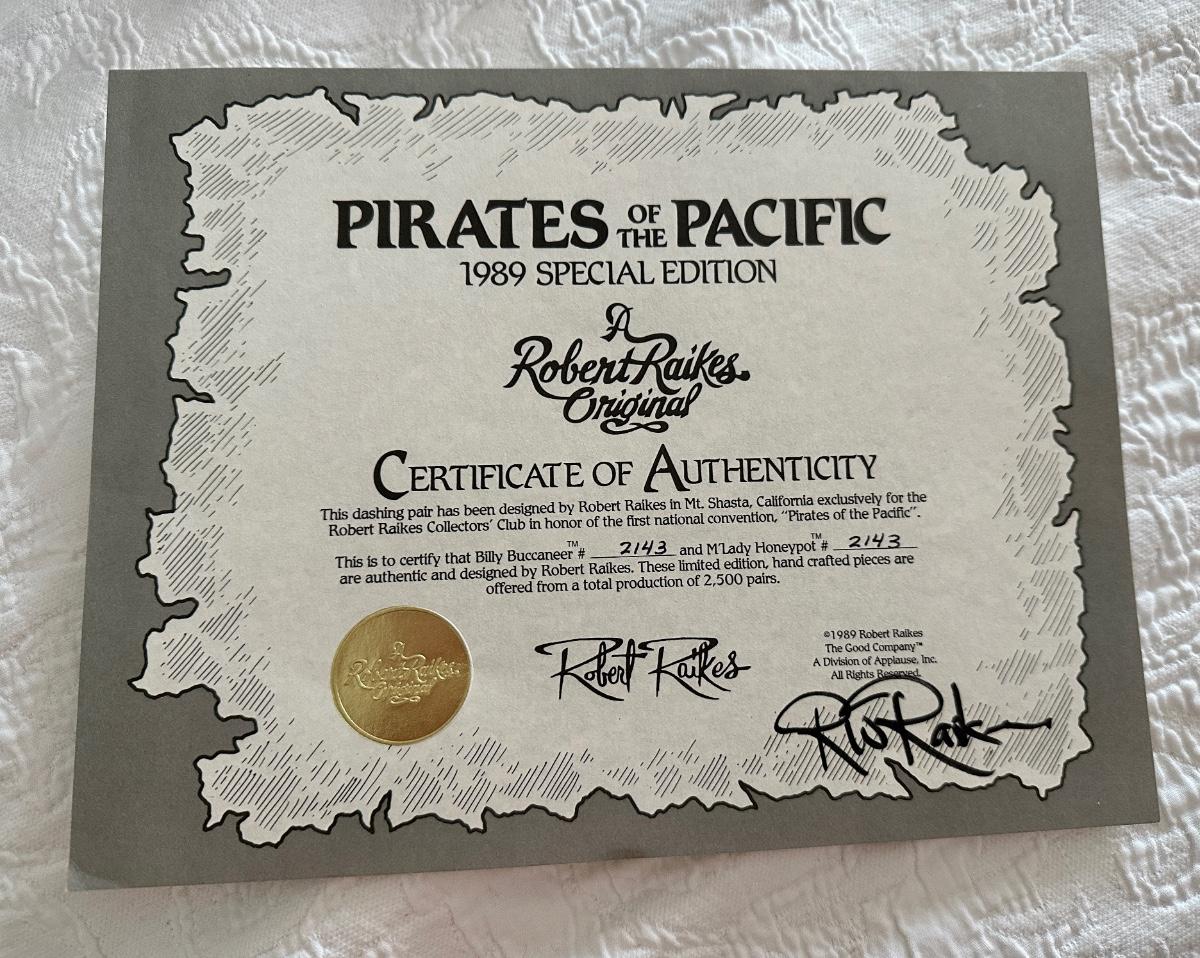 PIRATES OF THE PACIFIC
1989 SPECIAL EDITION
A
Robert Raikes
Original
CERTIFICATE OF AUTHENTICITY
This dashing pair has been designed by Robert Raikes in Mt. Shasta, California exclusively for the
Robert Raikes Collectors' Club in honor of the first national convention, "Pirates of the Pacific".
This is to certify that Billy Buccaneer™ # 2143 and M'Lady Honeypot™ # 2143
are authentic and designed by Robert Raikes. These limited edition, hand crafted pieces are
offered from a total production of 2,500 pairs.
A
Robert Raikes
Original
Robert Raikes
©1989 Robert Raikes
The Good Company™
A Division of Applause, Inc.
All Rights Reserved.